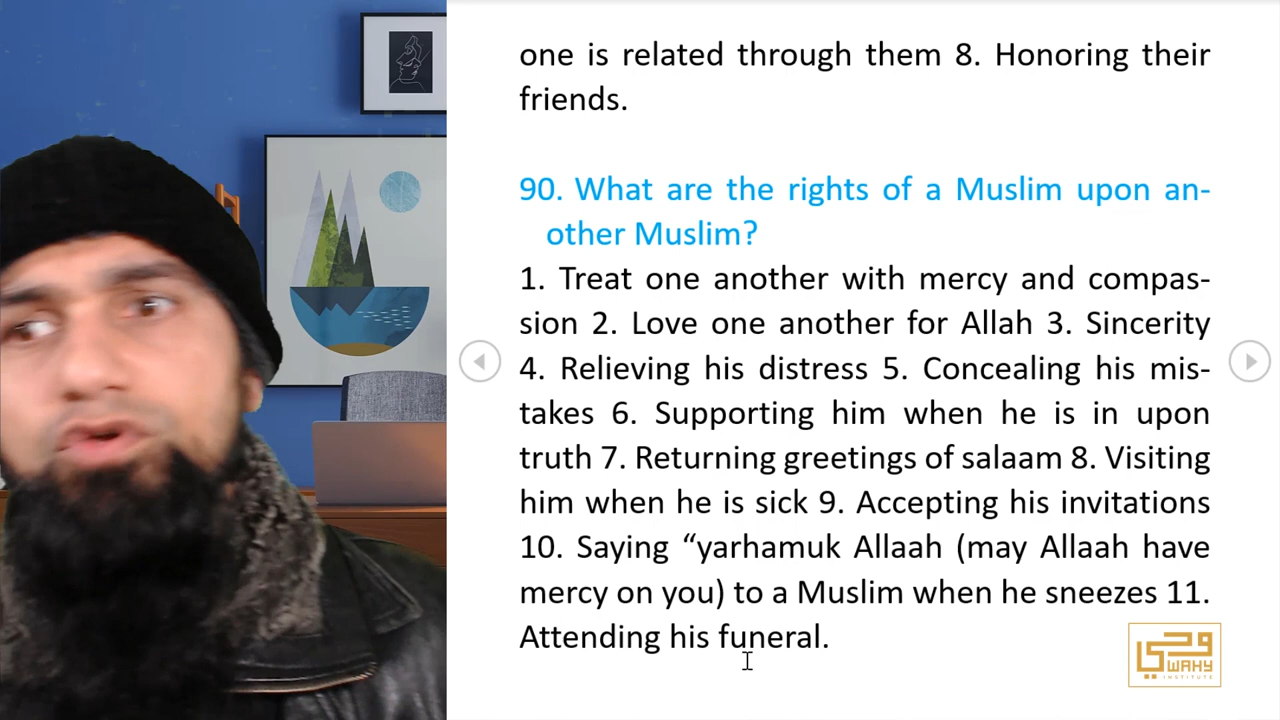 one is related through them 8. Honoring their
friends.
90. What are the rights of a Muslim upon an-
other Muslim?
1. Treat one another with mercy and compas-
sion 2. Love one another for Allah 3. Sincerity
4. Relieving his distress 5. Concealing his mis-
takes 6. Supporting him when he is in upon
truth 7. Returning greetings of salaam 8. Visiting
him when he is sick 9. Accepting his invitations
10. Saying “yarhamuk Allaah (may Allaah have
mercy on you) to a Muslim when he sneezes 11.
Attending his funeral.
وحي
WAHY
INSTITUTE